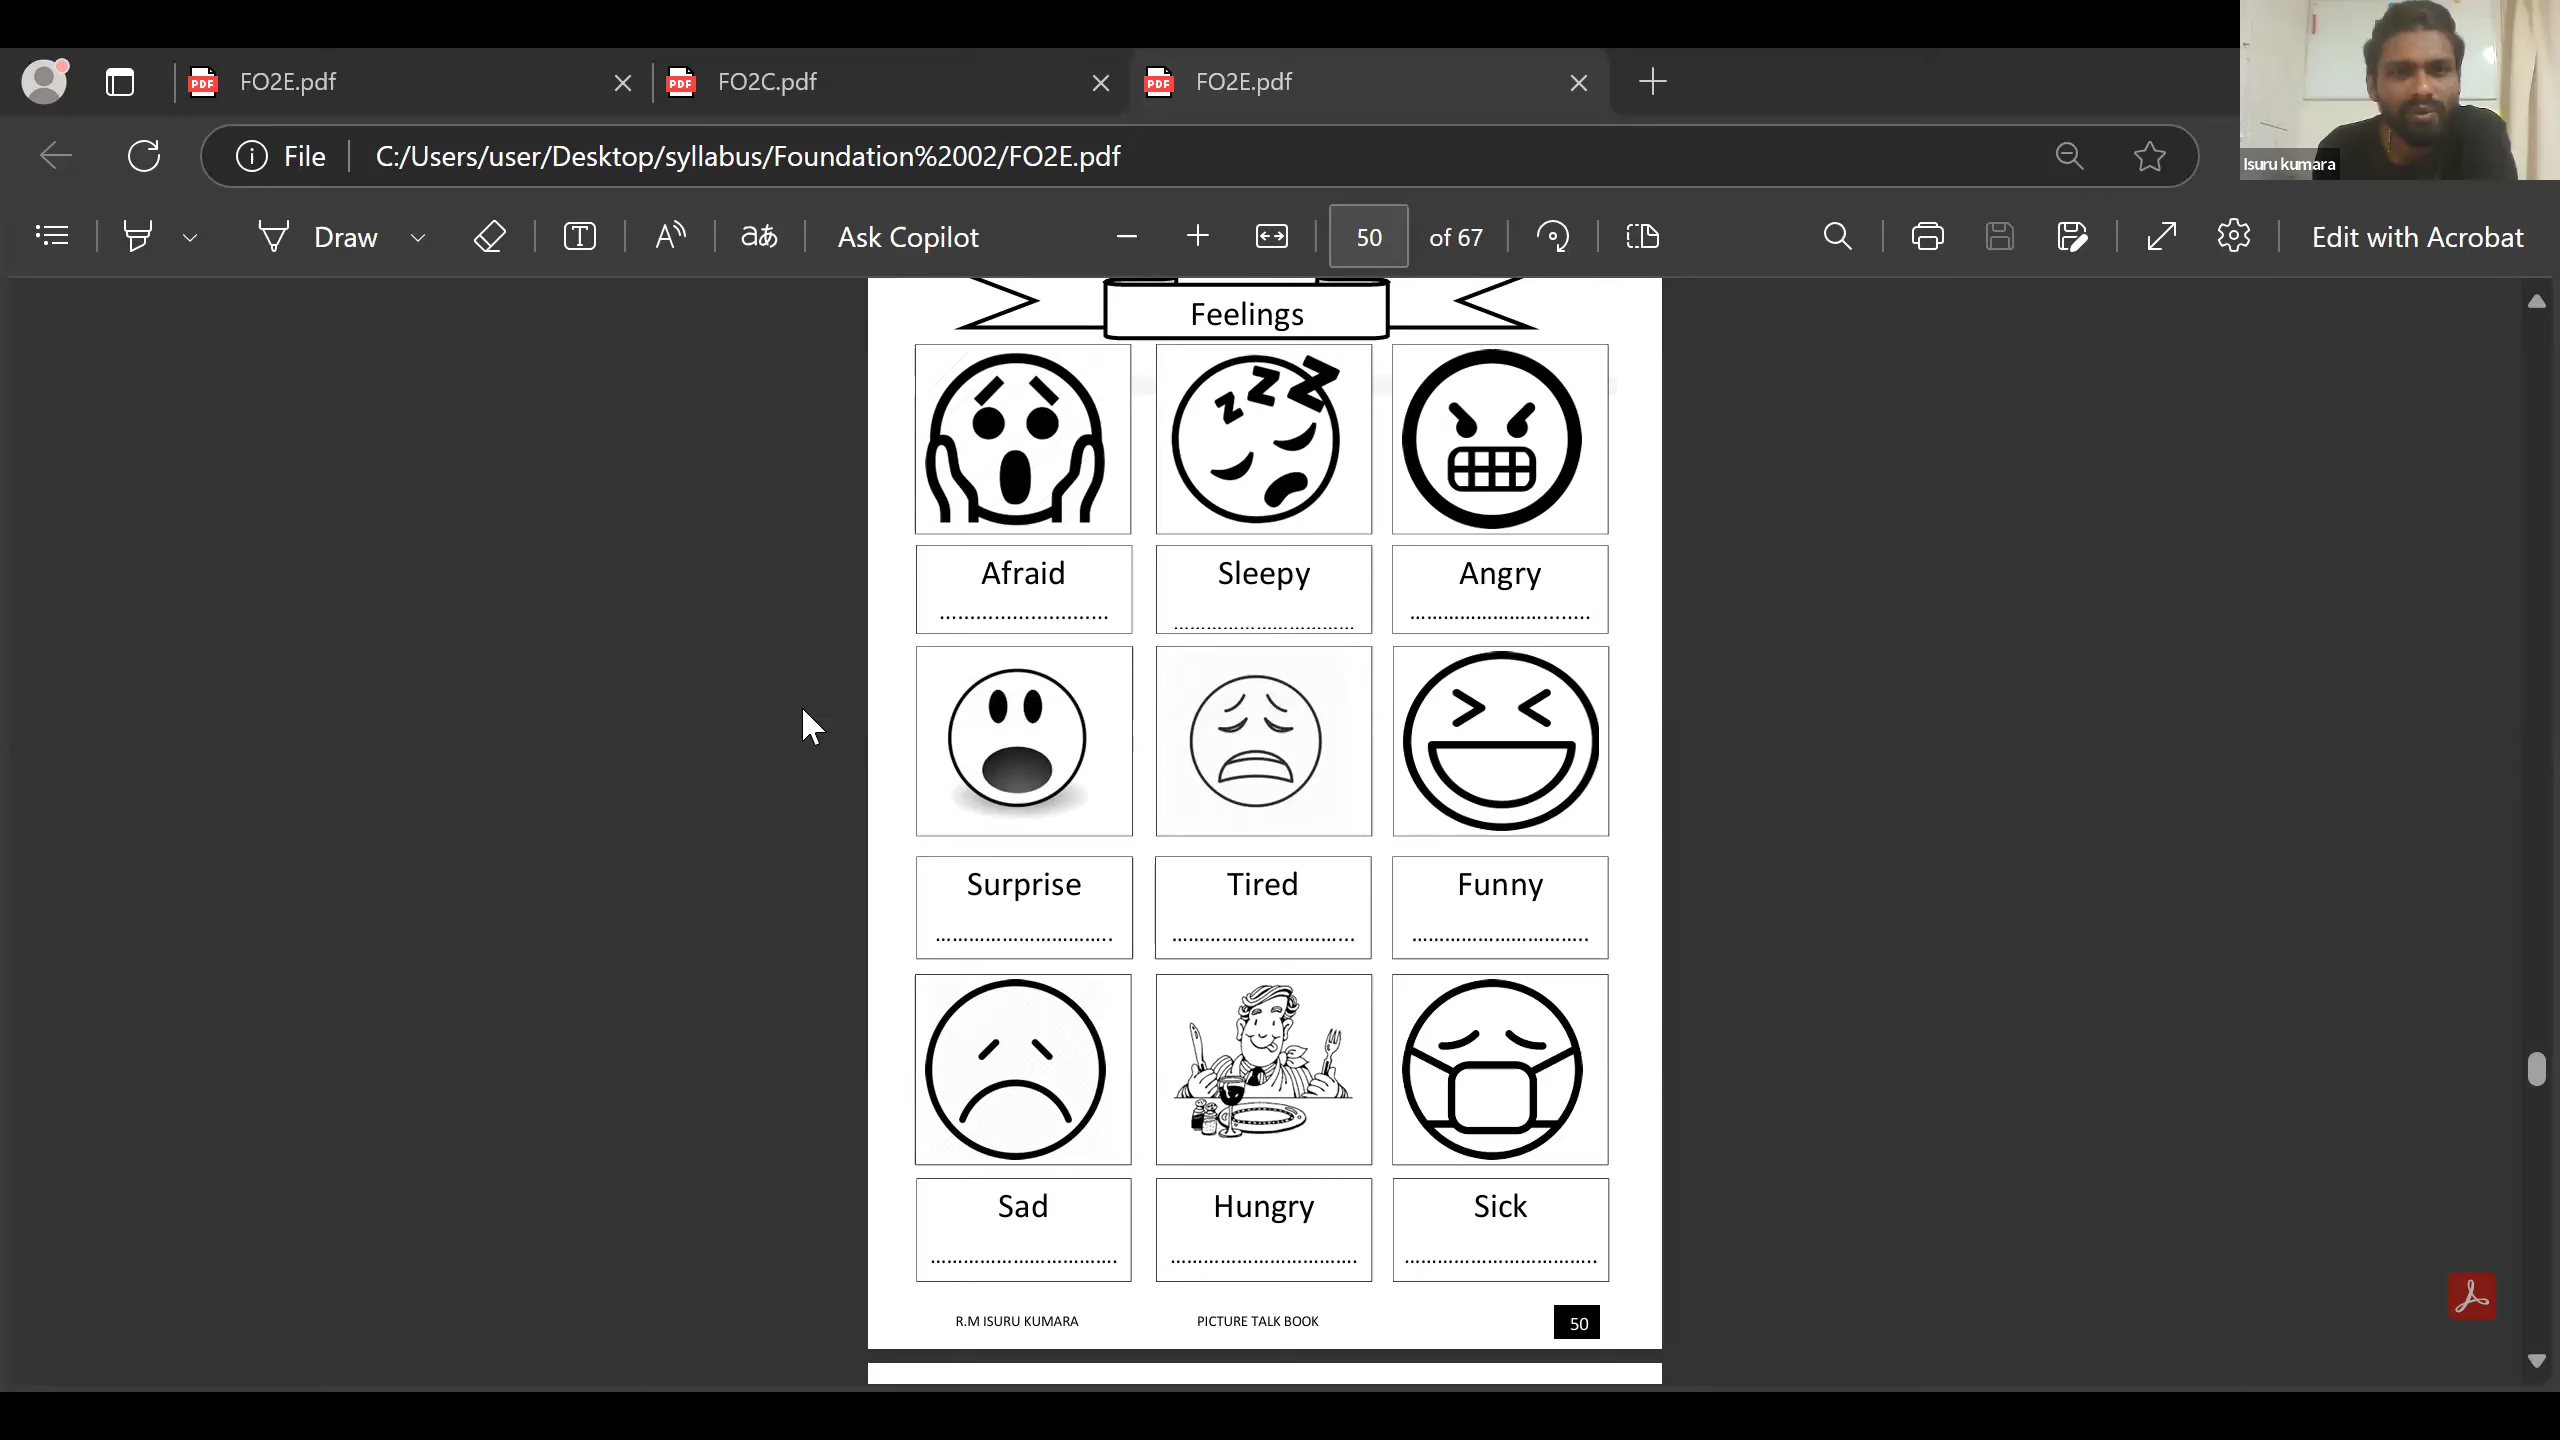 FO2E.pdf
FO2C.pdf
FO2E.pdf
File
C:/Users/user/Desktop/syllabus/Foundation%2002/FO2E.pdf
Isuru kumara
Draw
aあ
Ask Copilot
50 of 67
Edit with Acrobat
Feelings
z z Z
Afraid Sleepy Angry
Surprise Tired Funny
Sad Hungry Sick
R.M ISURU KUMARA PICTURE TALK BOOK 50